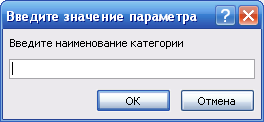 Введите значение параметра
Введите наименование категории
OK
Отмена